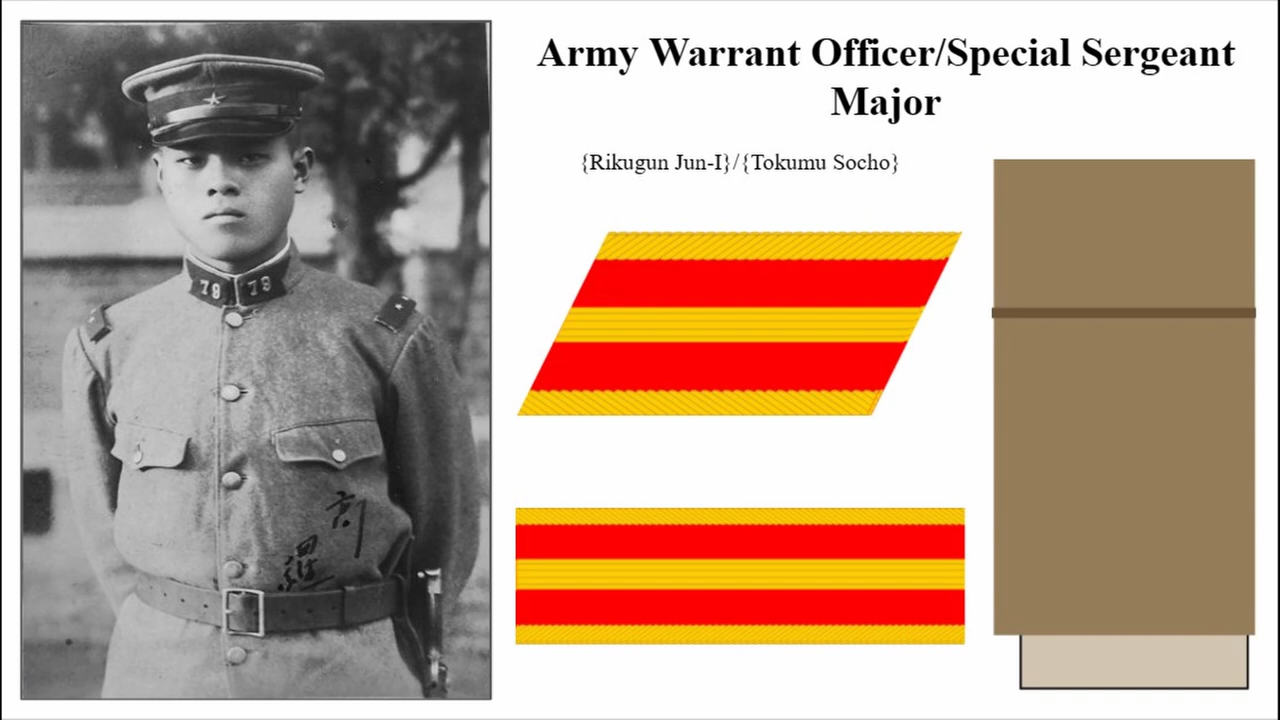 Army Warrant Officer/Special Sergeant
Major
{Rikugun Jun-I}/{Tokumu Socho}
79 79